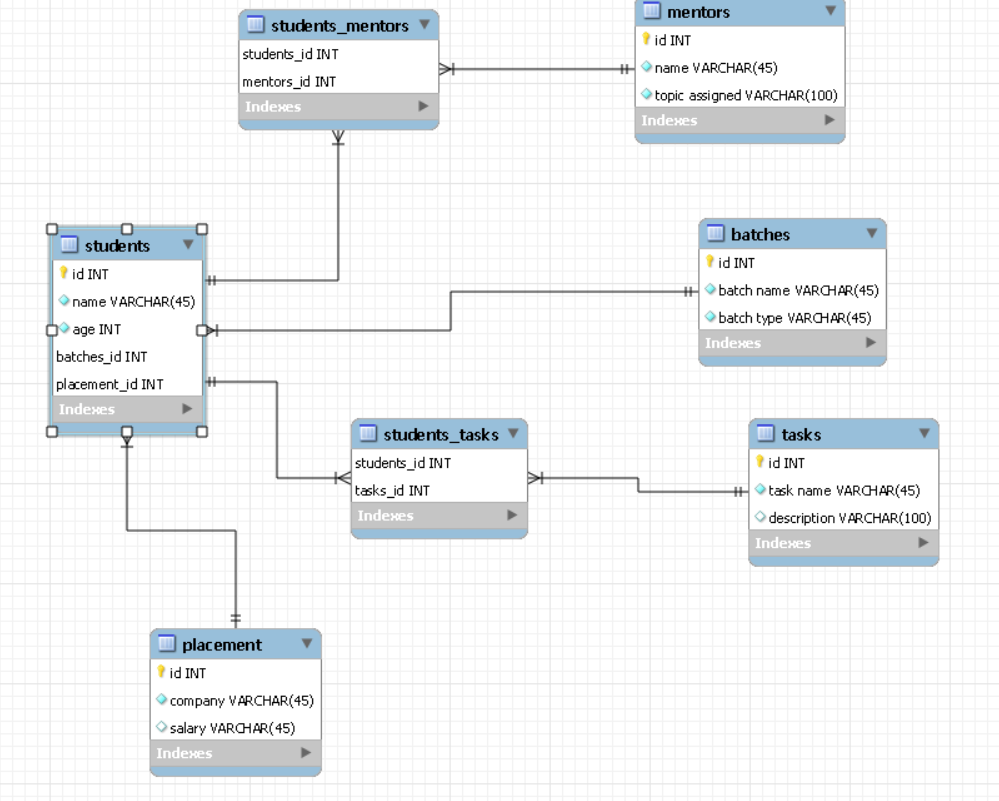 students_mentors
students_id INT
mentors_id INT
Indexes
mentors
id INT
name VARCHAR(45)
topic assigned VARCHAR(100)
Indexes
students
id INT
name VARCHAR(45)
age INT
batches_id INT
placement_id INT
Indexes
batches
id INT
batch name VARCHAR(45)
batch type VARCHAR(45)
Indexes
students_tasks
students_id INT
tasks_id INT
Indexes
tasks
id INT
task name VARCHAR(45)
description VARCHAR(100)
Indexes
placement
id INT
company VARCHAR(45)
salary VARCHAR(45)
Indexes